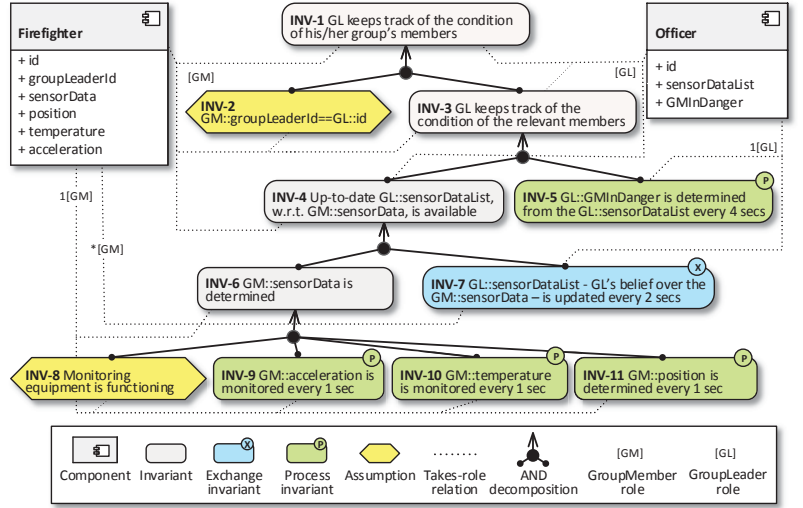 Firefighter
+ id
+ groupLeaderId
+ sensorData
+ position
+ temperature
+ acceleration
INV-1 GL keeps track of the condition
of his/her group's members
Officer
+ id
+ sensorDataList
+ GMInDanger
[GM]
[GL]
INV-2
GM::groupLeaderId==GL::id
INV-3 GL keeps track of the
condition of the relevant members
1[GL]
1[GM]
INV-4 Up-to-date GL::sensorDataList,
w.r.t. GM::sensorData, is available
P
INV-5 GL::GMInDanger is determined
from the GL::sensorDataList every 4 secs
*[GM]
INV-6 GM::sensorData is
determined
X
INV-7 GL::sensorDataList - GL's belief over the
GM::sensorData – is updated every 2 secs
INV-8 Monitoring
equipment is functioning
P
INV-9 GM::acceleration is
monitored every 1 sec
P
INV-10 GM::temperature
is monitored every 1 sec
P
INV-11 GM::position is
determined every 1 sec
X
P
[GM]
[GL]
Component
Invariant
Exchange
invariant
Process
invariant
Assumption
Takes-role
relation
AND
decomposition
GroupMember
role
GroupLeader
role